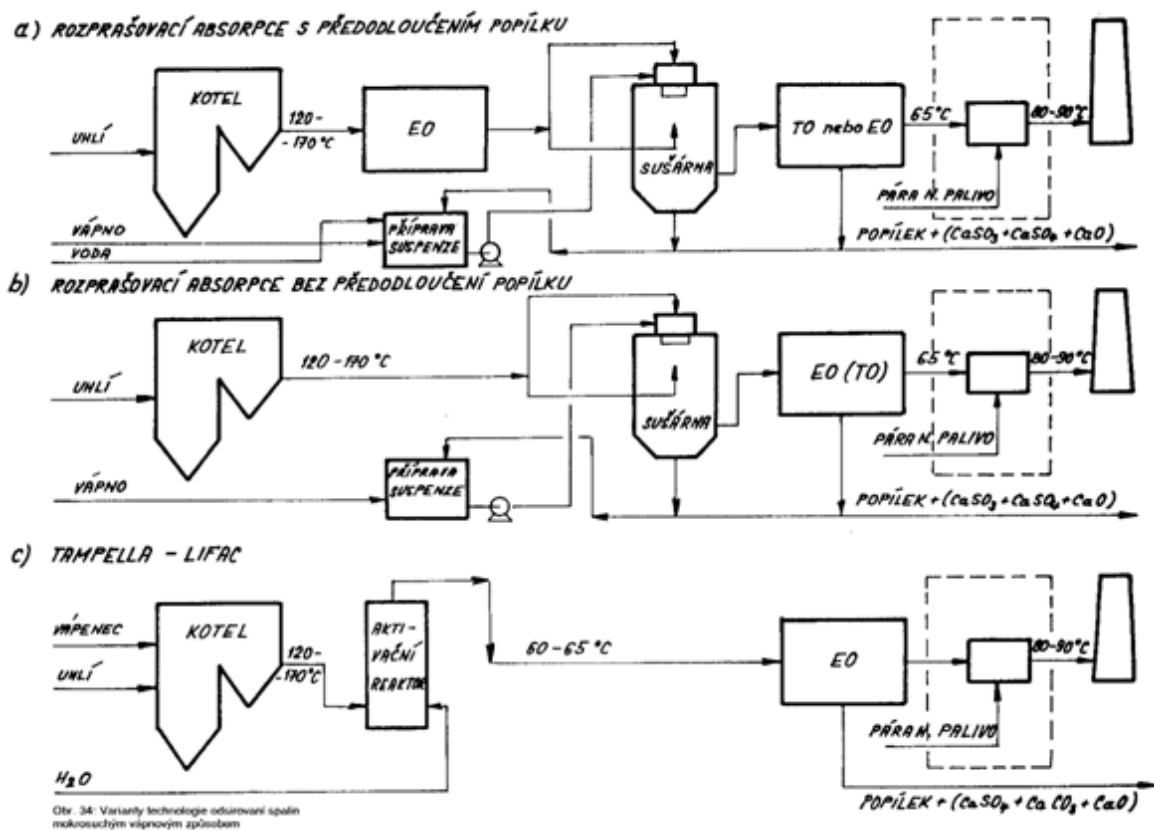 a) ROZPRAŠOVACÍ ABSORPCE S PŘEDODLOUČENÍM POPÍLKU
KOTEL
120-
-170°C
EO
UHLÍ
SUŠÁRNA
TO nebo EO
65°C
80-90°C
PÁRA N. PALIVO
VÁPNO
VODA
PŘÍPRAVA
SUSPENZE
POPÍLEK + (CaSO3 + CaSO4 + CaO)
b) ROZPRAŠOVACÍ ABSORPCE BEZ PŘEDODLOUČENÍ POPÍLKU
KOTEL
120-170°C
UHLÍ
SUŠÁRNA
EO (TO)
65°C
80-90°C
PÁRA N. PALIVO
VÁPNO
PŘÍPRAVA
SUSPENZE
POPÍLEK + (CaSO3 + CaSO4 + CaO)
c) TAMPELLA - LIFAC
VÁPENEC
KOTEL
120-
-170°C
UHLÍ
AKTI-
VAČNÍ
REAKTOR
60-65°C
EO
80-90°C
PÁRA N. PALIVO
H2O
POPÍLEK + (CaSO4 + CaCO3 + CaO)
Obr. 34: Varianty technologie odsiřovaní spalin
mokrosuchým vápnovým způsobem